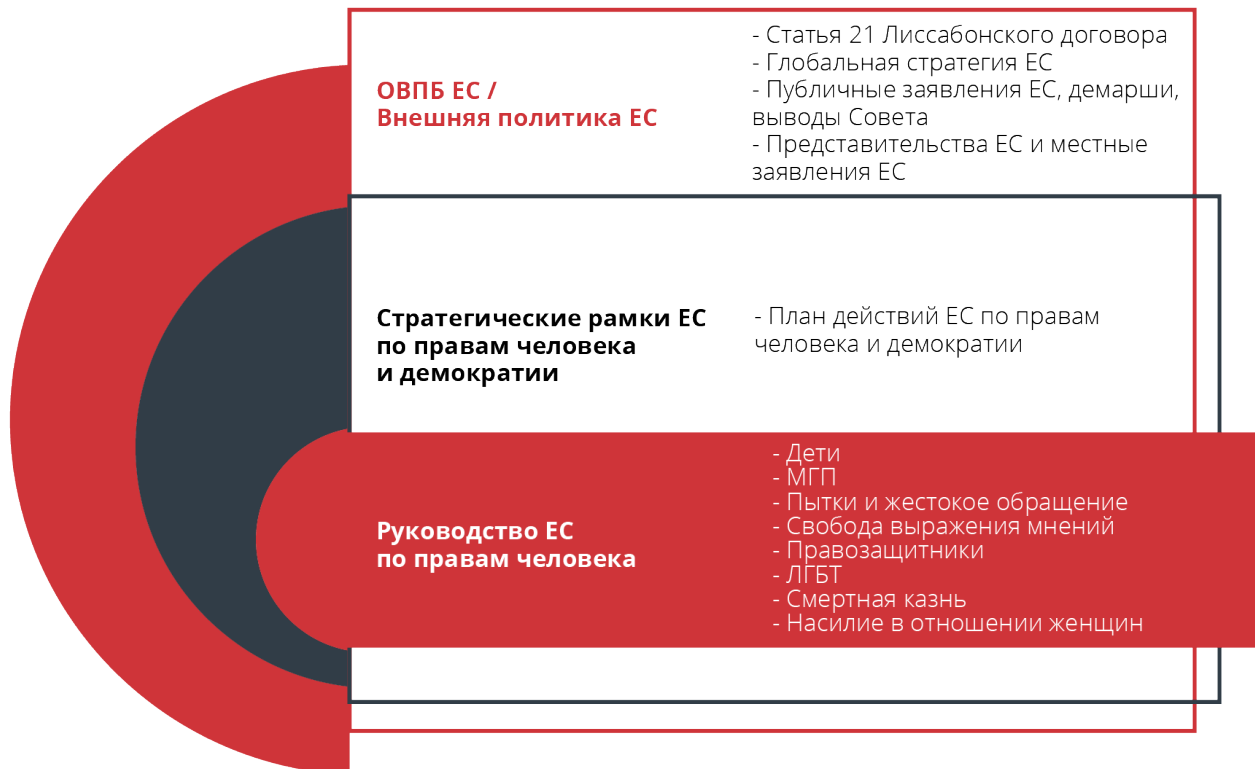 ОВПБ ЕС /
Внешняя политика ЕС
- Статья 21 Лиссабонского договора
- Глобальная стратегия ЕС
- Публичные заявления ЕС, демарши,
выводы Совета
- Представительства ЕС и местные
заявления ЕС
Стратегические рамки ЕС
по правам человека
и демократии
- План действий ЕС по правам
человека и демократии
Руководство ЕС
по правам человека
- Дети
- МГП
- Пытки и жестокое обращение
- Свобода выражения мнений
- Правозащитники
- ЛГБТ
- Смертная казнь
- Насилие в отношении женщин